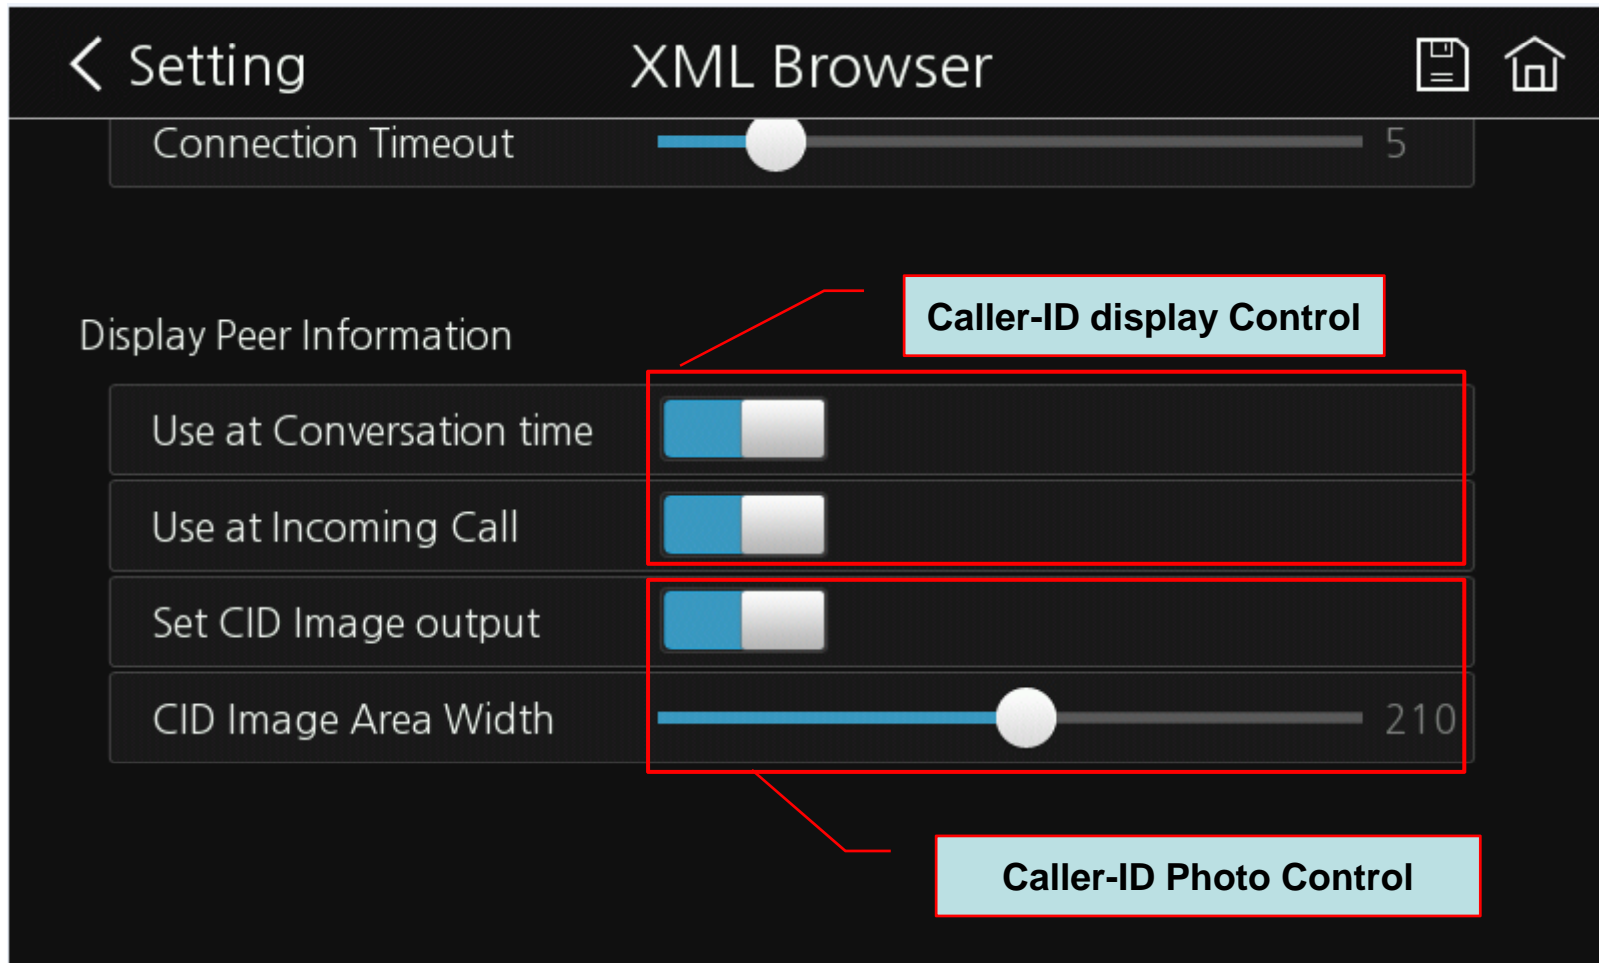 Setting XML Browser
Connection Timeout 5
Caller-ID display Control
Display Peer Information
Use at Conversation time
Use at Incoming Call
Set CID Image output
CID Image Area Width 210
Caller-ID Photo Control